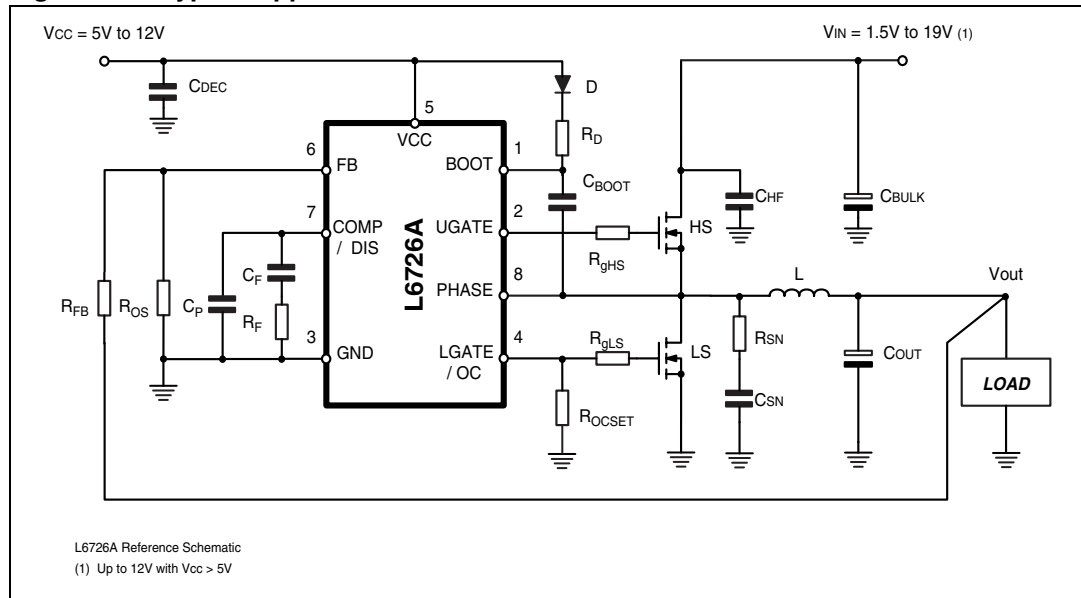 VCC = 5V to 12V
VIN = 1.5V to 19V (1)
CDEC
D
RD
5
VCC
6
FB
1
BOOT
CBOOT
CHF
CBULK
7
COMP
/ DIS
L6726A
2
UGATE
RgHS
HS
CF
8
PHASE
L
Vout
RFB
ROS
CP
RF
3
GND
4
LGATE
/ OC
RgLS
LS
RSN
COUT
LOAD
ROCSET
CSN
L6726A Reference Schematic
(1) Up to 12V with Vcc > 5V